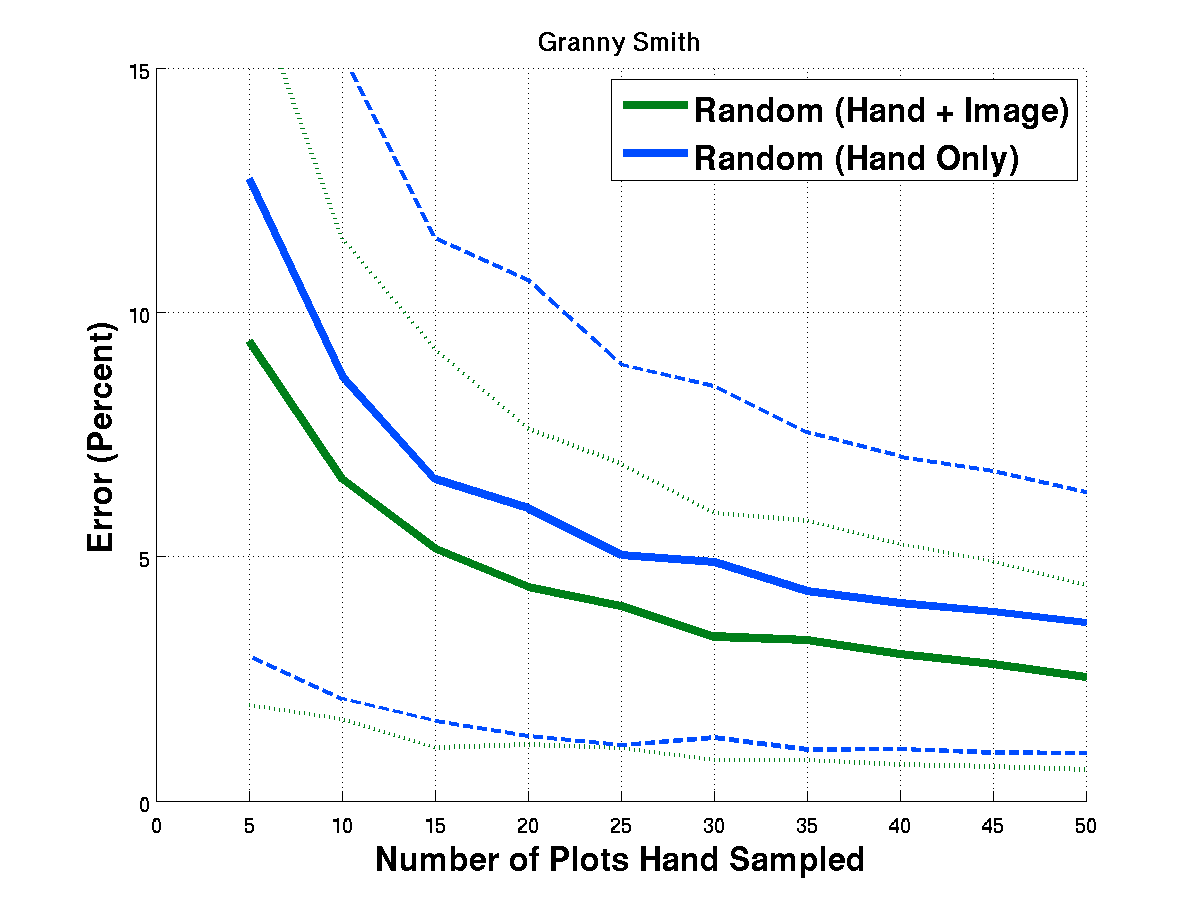 Granny Smith
Random (Hand + Image)
Random (Hand Only)
15
10
5
0
Error (Percent)
0 5 10 15 20 25 30 35 40 45 50
Number of Plots Hand Sampled